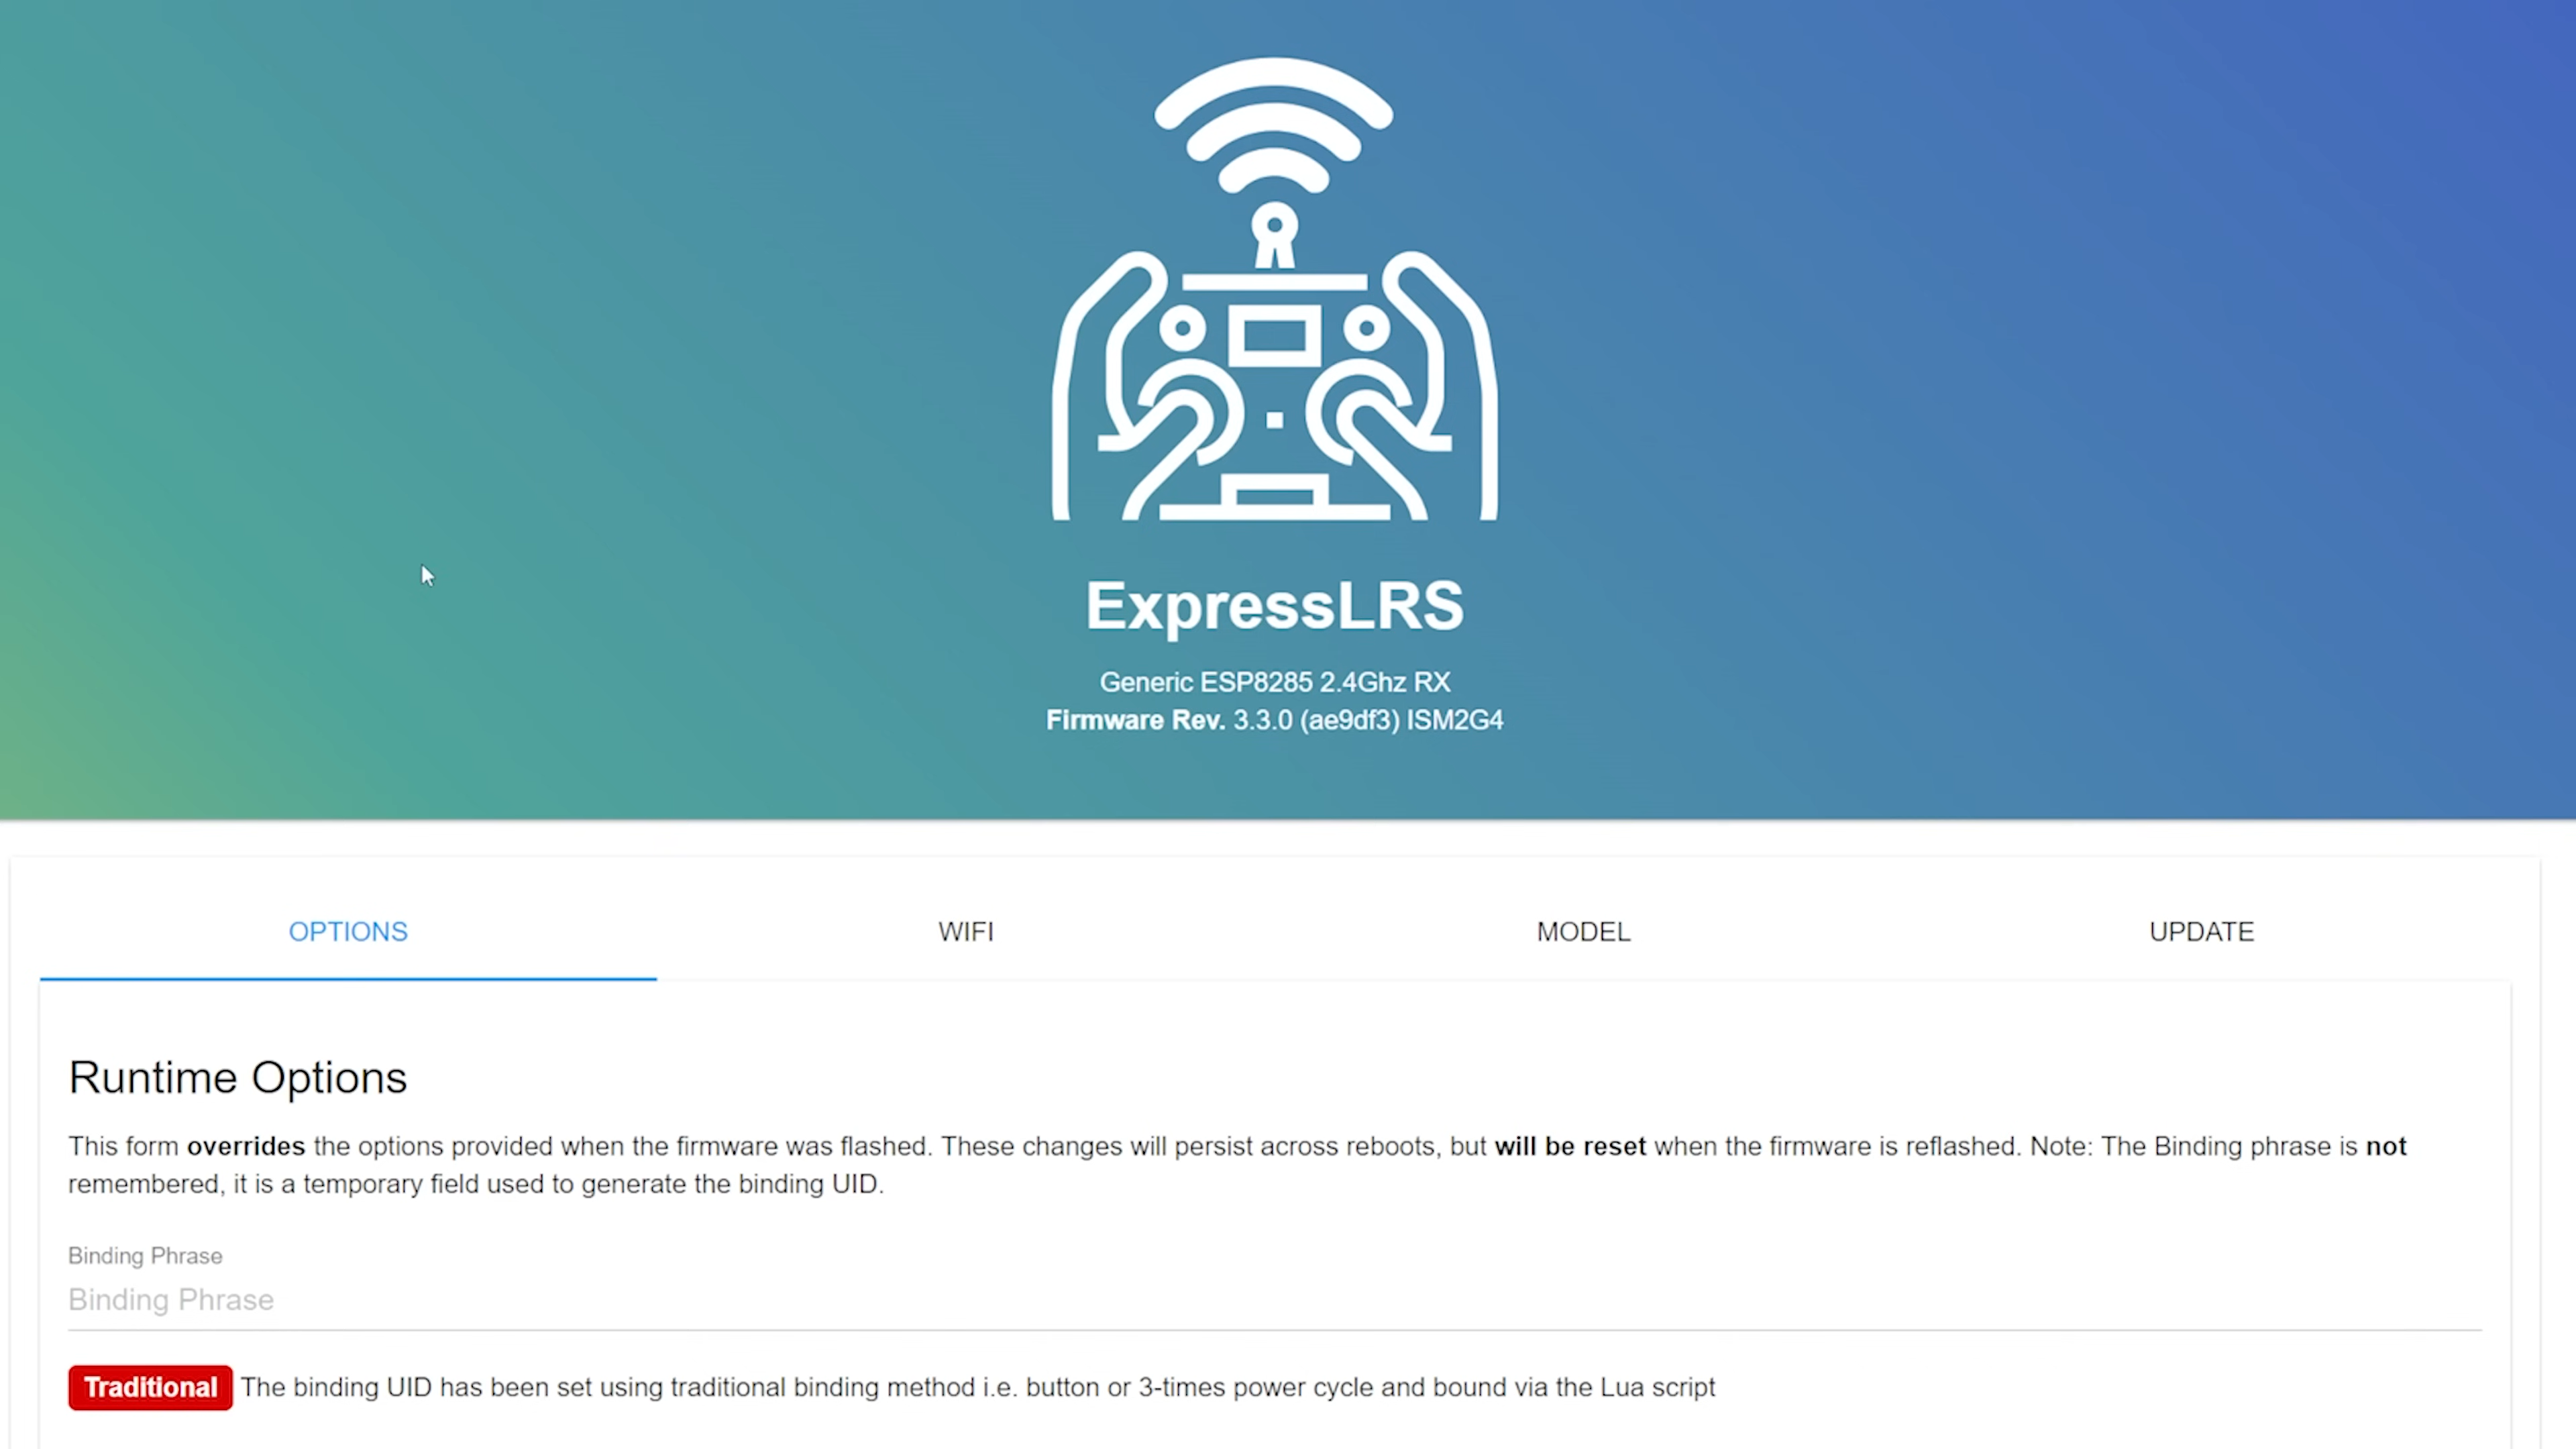 ExpressLRS
Generic ESP8285 2.4Ghz RX
Firmware Rev. 3.3.0 (ae9df3) ISM2G4
OPTIONS WIFI MODEL UPDATE
Runtime Options
This form overrides the options provided when the firmware was flashed. These changes will persist across reboots, but will be reset when the firmware is reflashed. Note: The Binding phrase is not
remembered, it is a temporary field used to generate the binding UID.
Binding Phrase
Binding Phrase
Traditional The binding UID has been set using traditional binding method i.e. button or 3-times power cycle and bound via the Lua script